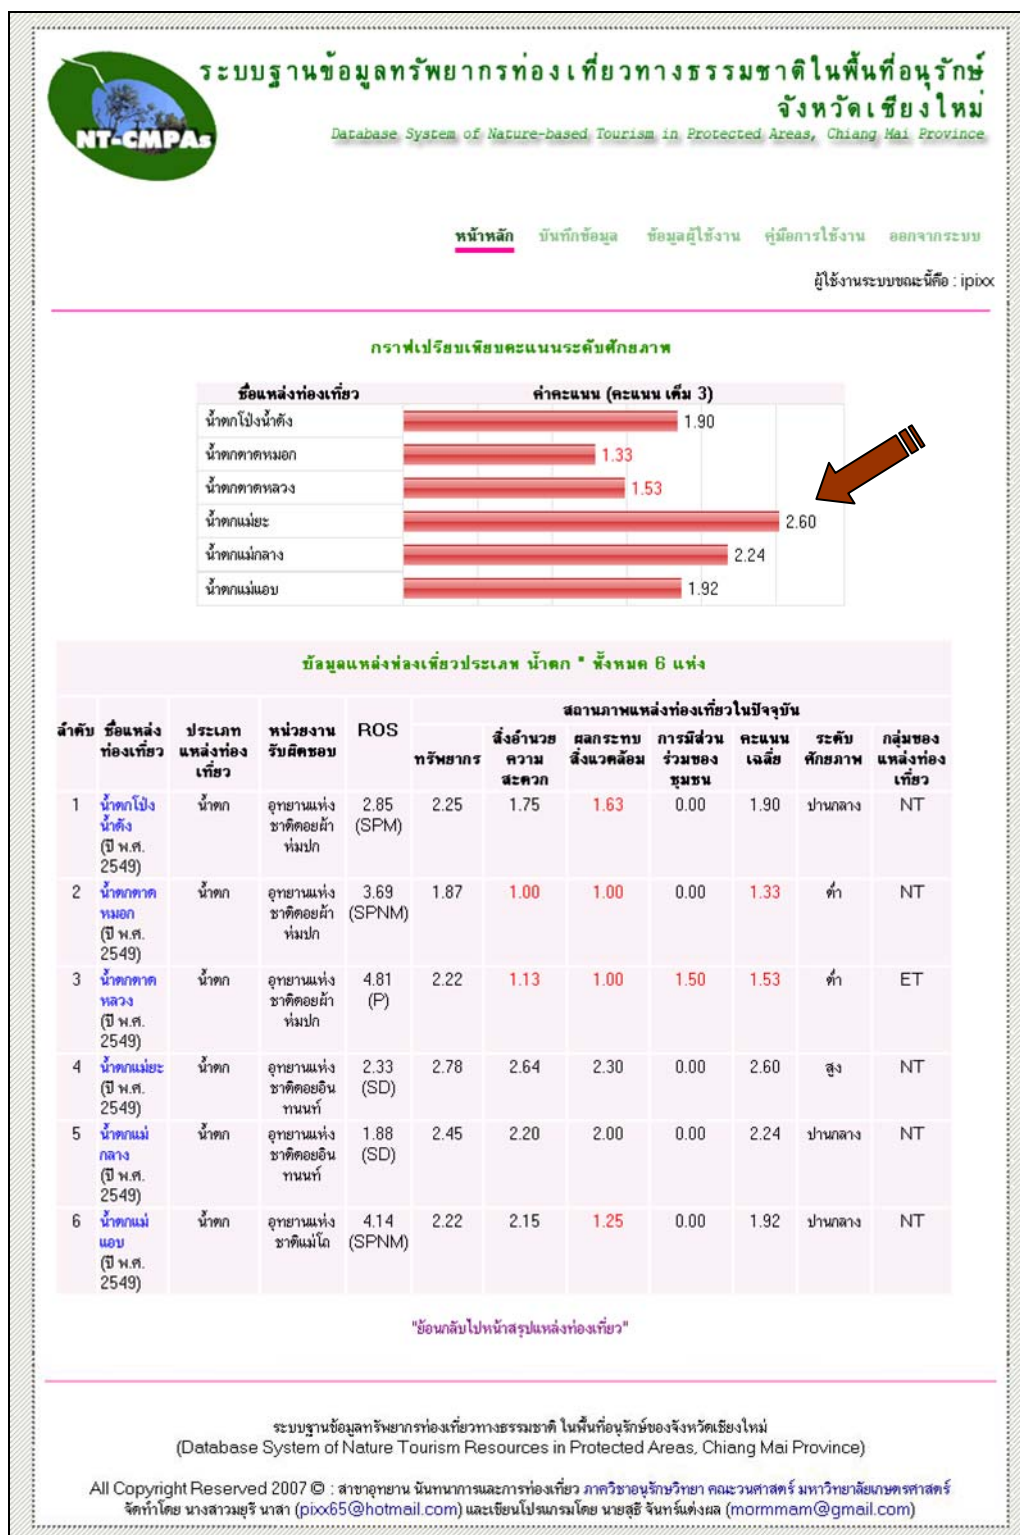 ระบบฐานข้อมูลทรัพยากรท่องเที่ยวทางธรรมชาติในพื้นที่อนุรักษ์
จังหวัดเชียงใหม่
NT-CMPAs
Database System of Nature-based Tourism in Protected Areas, Chiang Mai Province
หน้าหลัก บันทึกข้อมูล ข้อมูลผู้ใช้งาน คู่มือการใช้งาน ออกจากระบบ
ผู้ใช้งานระบบขณะนี้คือ : ipixx
กราฟเปรียบเทียบคะแนนระดับศักยภาพ
ชื่อแหล่งท่องเที่ยว ค่าคะแนน (คะแนน เต็ม 3)
น้ำตกโป่งน้ำดัง 1.90
น้ำตกตาดหมอก 1.33
น้ำตกตาดหลวง 1.53
น้ำตกแม่ยะ 2.60
น้ำตกแม่กลาง 2.24
น้ำตกแม่แอบ 1.92
ข้อมูลแหล่งท่องเที่ยวประเภท น้ำตก " ทั้งหมด 6 แห่ง
สถานภาพแหล่งท่องเที่ยวในปัจจุบัน
ลำดับ ชื่อแหล่ง ประเภท หน่วยงาน ROS สิ่งอำนวย ผลกระทบ การมีส่วน คะแนน ระดับ กลุ่มของ
ท่องเที่ยว แหล่งท่อง รับผิดชอบ ทรัพยากร ความ สิ่งแวดล้อม ร่วมของ เฉลี่ย ศักยภาพ แหล่งท่อง
เที่ยว สะดวก ชุมชน เที่ยว
1 น้ำตกโป่ง น้ำตก อุทยานแห่ง 2.85 2.25 1.75 1.63 0.00 1.90 ปานกลาง NT
น้ำดัง ชาติดอยผ้า (SPM)
(ปี พ.ศ. ห่มปก
2549)
2 น้ำตกตาด น้ำตก อุทยานแห่ง 3.69 1.87 1.00 1.00 0.00 1.33 ต่ำ NT
หมอก ชาติดอยผ้า (SPNM)
(ปี พ.ศ. ห่มปก
2549)
3 น้ำตกตาด น้ำตก อุทยานแห่ง 4.81 2.22 1.13 1.00 1.50 1.53 ต่ำ ET
หลวง ชาติดอยผ้า (P)
(ปี พ.ศ. ห่มปก
2549)
4 น้ำตกแม่ยะ น้ำตก อุทยานแห่ง 2.33 2.78 2.64 2.30 0.00 2.60 สูง NT
(ปี พ.ศ. ชาติดอยอิน (SD)
2549) ทนนท์
5 น้ำตกแม่ น้ำตก อุทยานแห่ง 1.88 2.45 2.20 2.00 0.00 2.24 ปานกลาง NT
กลาง ชาติดอยอิน (SD)
(ปี พ.ศ. ทนนท์
2549)
6 น้ำตกแม่ น้ำตก อุทยานแห่ง 4.14 2.22 2.15 1.25 0.00 1.92 ปานกลาง NT
แอบ ชาติแม่โถ (SPNM)
(ปี พ.ศ.
2549)
"ย้อนกลับไปหน้าสรุปแหล่งท่องเที่ยว"
ระบบฐานข้อมูลทรัพยากรท่องเที่ยวทางธรรมชาติ ในพื้นที่อนุรักษ์ของจังหวัดเชียงใหม่
(Database System of Nature Tourism Resources in Protected Areas, Chiang Mai Province)
All Copyright Reserved 2007 © : สาขาอุทยาน นันทนาการและการท่องเที่ยว ภาควิชาอนุรักษวิทยา คณะวนศาสตร์ มหาวิทยาลัยเกษตรศาสตร์
จัดทำโดย นางสาวมยุรี นาสา (pixx65@hotmail.com) และเขียนโปรแกรมโดย นายสุธี จันทร์แต่งผล (mormmam@gmail.com)